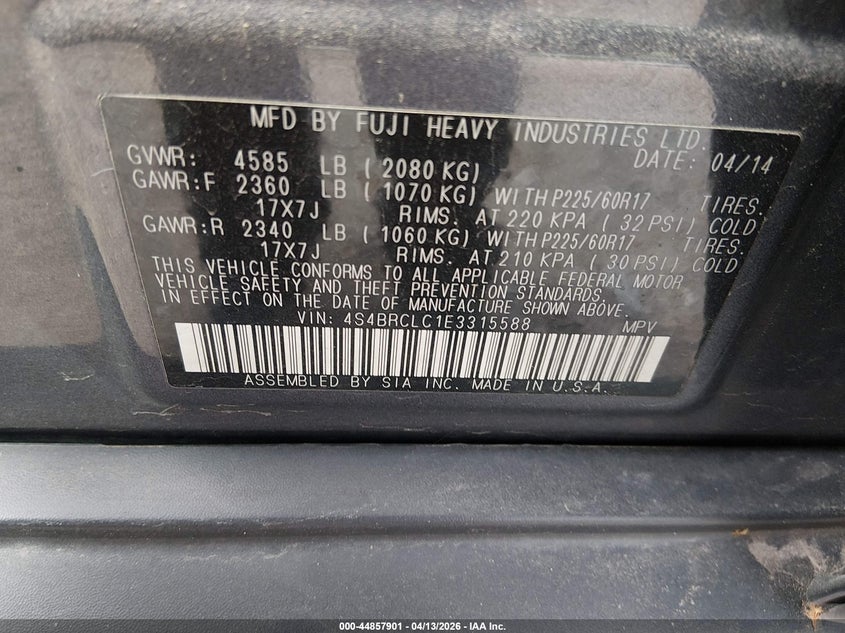 MFD BY FUJI HEAVY INDUSTRIES LTD.
DATE: 04/14
GVWR: 4585 LB ( 2080 KG)
GAWR:F 2360 LB ( 1070 KG) WITH P225/60R17 TIRES.
17X7J RIMS. AT 220 KPA ( 32 PSI) COLD
GAWR:R 2340 LB ( 1060 KG) WITH P225/60R17 TIRES.
17X7J RIMS. AT 210 KPA ( 30 PSI) COLD
THIS VEHICLE CONFORMS TO ALL APPLICABLE FEDERAL MOTOR
VEHICLE SAFETY AND THEFT PREVENTION STANDARDS,
IN EFFECT ON THE DATE OF MANUFACTURE SHOWN ABOVE.
VIN: 4S4BRCLC1E3315588 MPV
ASSEMBLED BY SIA INC. MADE IN U.S.A.
000-44857901 - 04/13/2026 - IAA Inc.